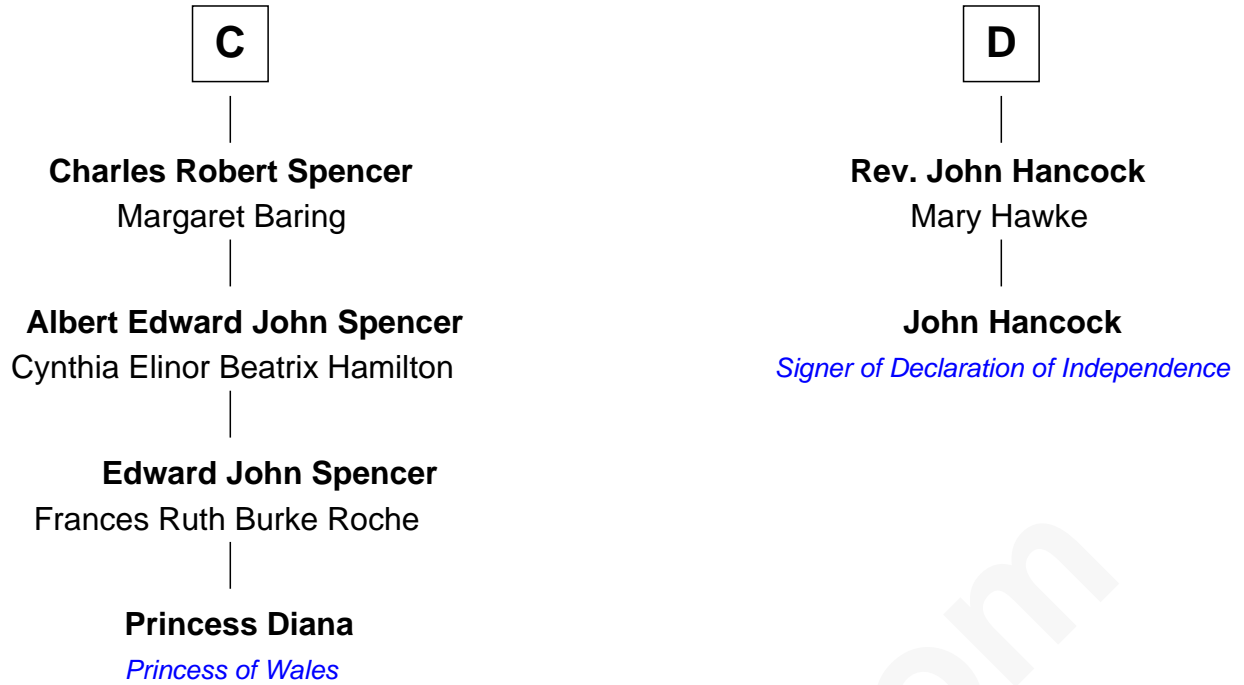 C
Charles Robert Spencer
Margaret Baring
Albert Edward John Spencer
Cynthia Elinor Beatrix Hamilton
Edward John Spencer
Frances Ruth Burke Roche
Princess Diana
Princess of Wales
D
Rev. John Hancock
Mary Hawke
John Hancock
Signer of Declaration of Independence
om